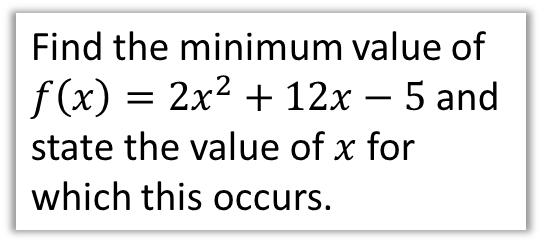 Find the minimum value of
f(x) = 2x² + 12x − 5 and
state the value of x for
which this occurs.